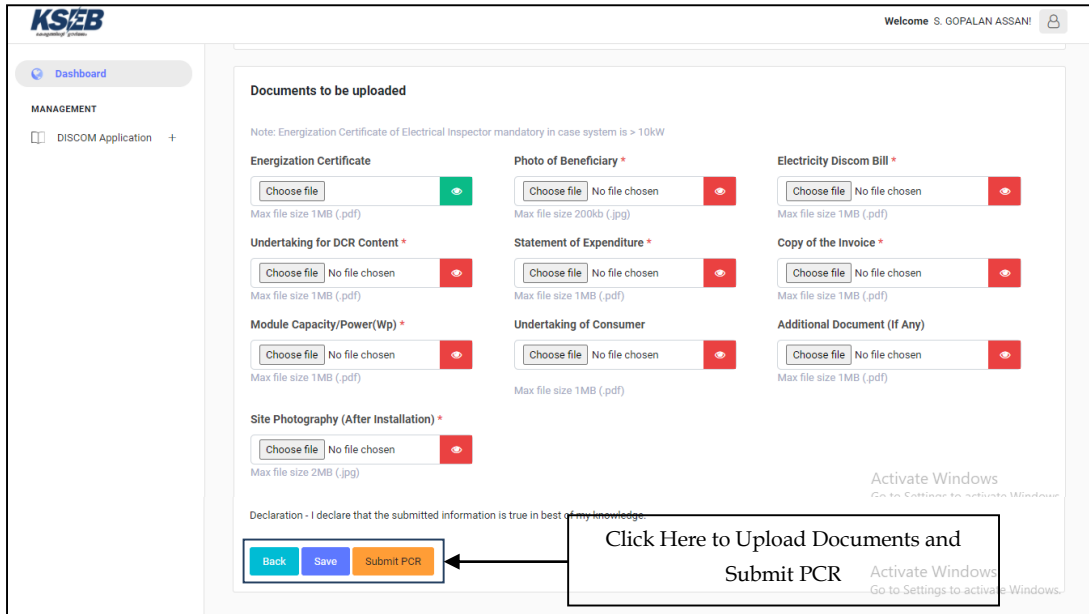 KSEB
Welcome S. GOPALAN ASSAN!
Dashboard
MANAGEMENT
DISCOM Application +
Documents to be uploaded
Note: Energization Certificate of Electrical Inspector mandatory in case system is > 10kW
Energization Certificate
Photo of Beneficiary *
Electricity Discom Bill *
Choose file
Choose file No file chosen
Choose file No file chosen
Max file size 1MB (.pdf)
Max file size 200kb (.jpg)
Max file size 1MB (.pdf)
Undertaking for DCR Content *
Statement of Expenditure *
Copy of the Invoice *
Choose file No file chosen
Choose file No file chosen
Choose file No file chosen
Max file size 1MB (.pdf)
Max file size 1MB (.pdf)
Max file size 1MB (.pdf)
Module Capacity/Power(Wp) *
Undertaking of Consumer
Additional Document (If Any)
Choose file No file chosen
Choose file No file chosen
Choose file No file chosen
Max file size 1MB (.pdf)
Max file size 1MB (.pdf)
Max file size 1MB (.pdf)
Site Photography (After Installation) *
Choose file No file chosen
Max file size 2MB (.jpg)
Activate Windows
Go to Settings to activate Windows
Declaration - I declare that the submitted information is true in best of my knowledge.
Back
Save
Submit PCR
Click Here to Upload Documents and
Submit PCR
Activate Windows
Go to Settings to activate Windows.